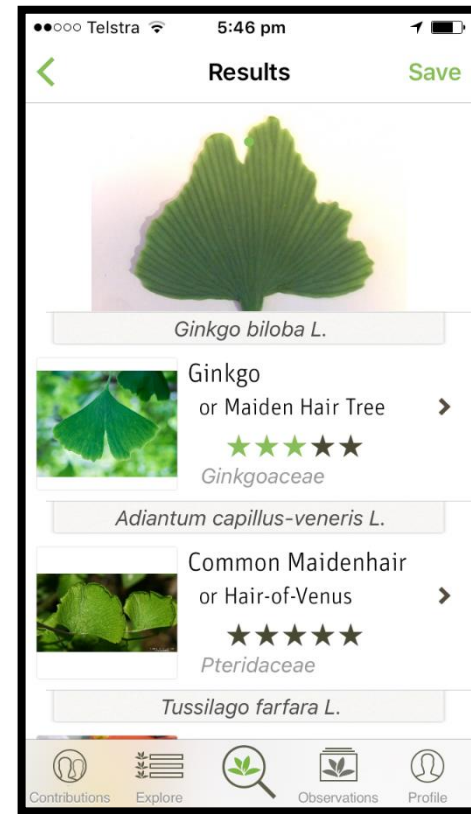 Telstra 5:46 pm
Results Save
Ginkgo biloba L.
Ginkgo
or Maiden Hair Tree
Ginkgoaceae
Adiantum capillus-veneris L.
Common Maidenhair
or Hair-of-Venus
Pteridaceae
Tussilago farfara L.
Contributions Explore Observations Profile